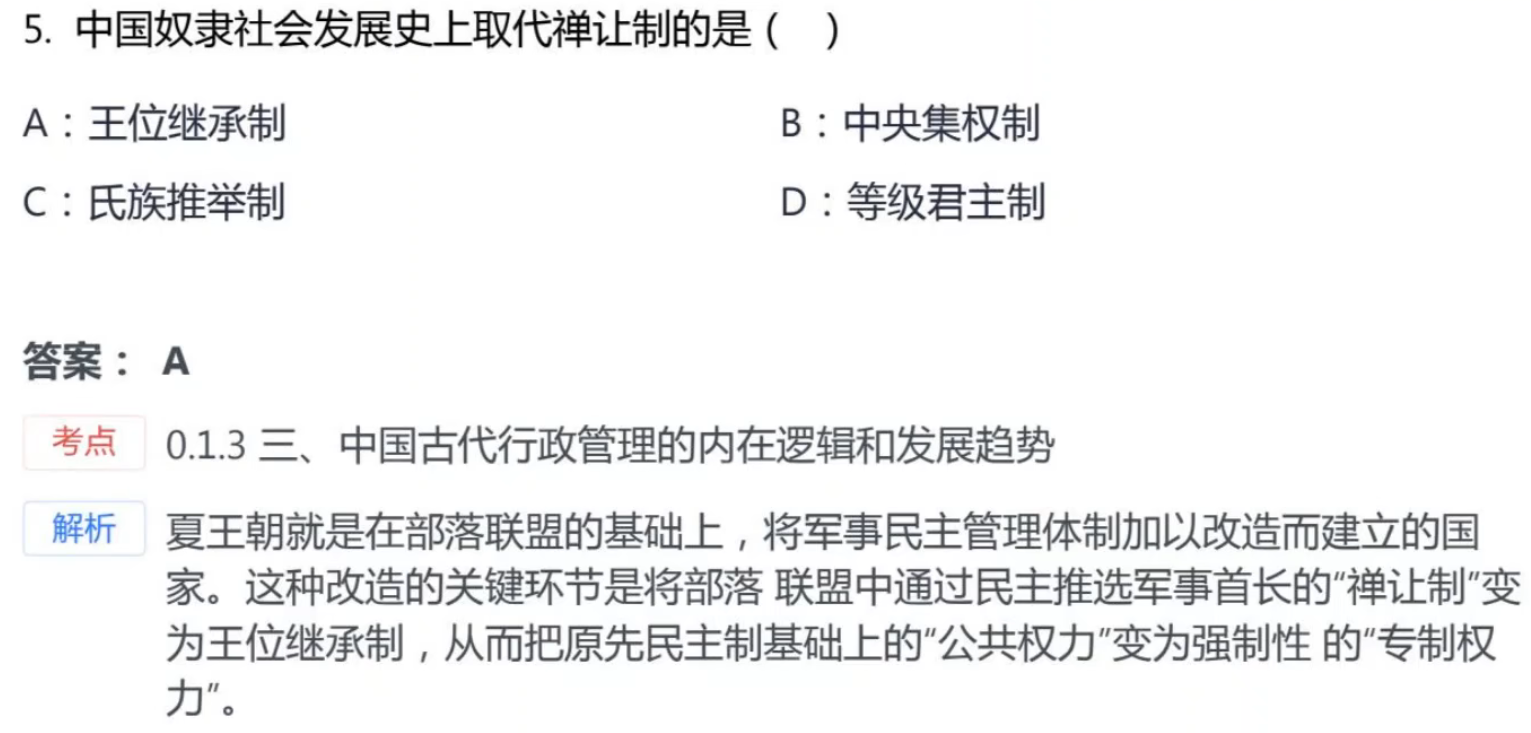 5. 中国奴隶社会发展史上取代禅让制的是（ ）
A：王位继承制
B：中央集权制
C：氏族推举制
D：等级君主制
答案： A
考点 0.1.3 三、中国古代行政管理的内在逻辑和发展趋势
解析 夏王朝就是在部落联盟的基础上，将军事民主管理体制加以改造而建立的国
家。这种改造的关键环节是将部落 联盟中通过民主推选军事首长的“禅让制”变
为王位继承制，从而把原先民主制基础上的“公共权力”变为强制性 的“专制权
力”。